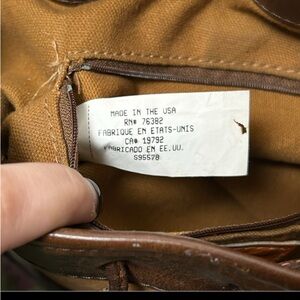 MADE IN THE USA
RN# 76382
FABRIQUE EN ETATS-UNIS
CA# 19792
FABRICADO EN EE.UU.
S95578